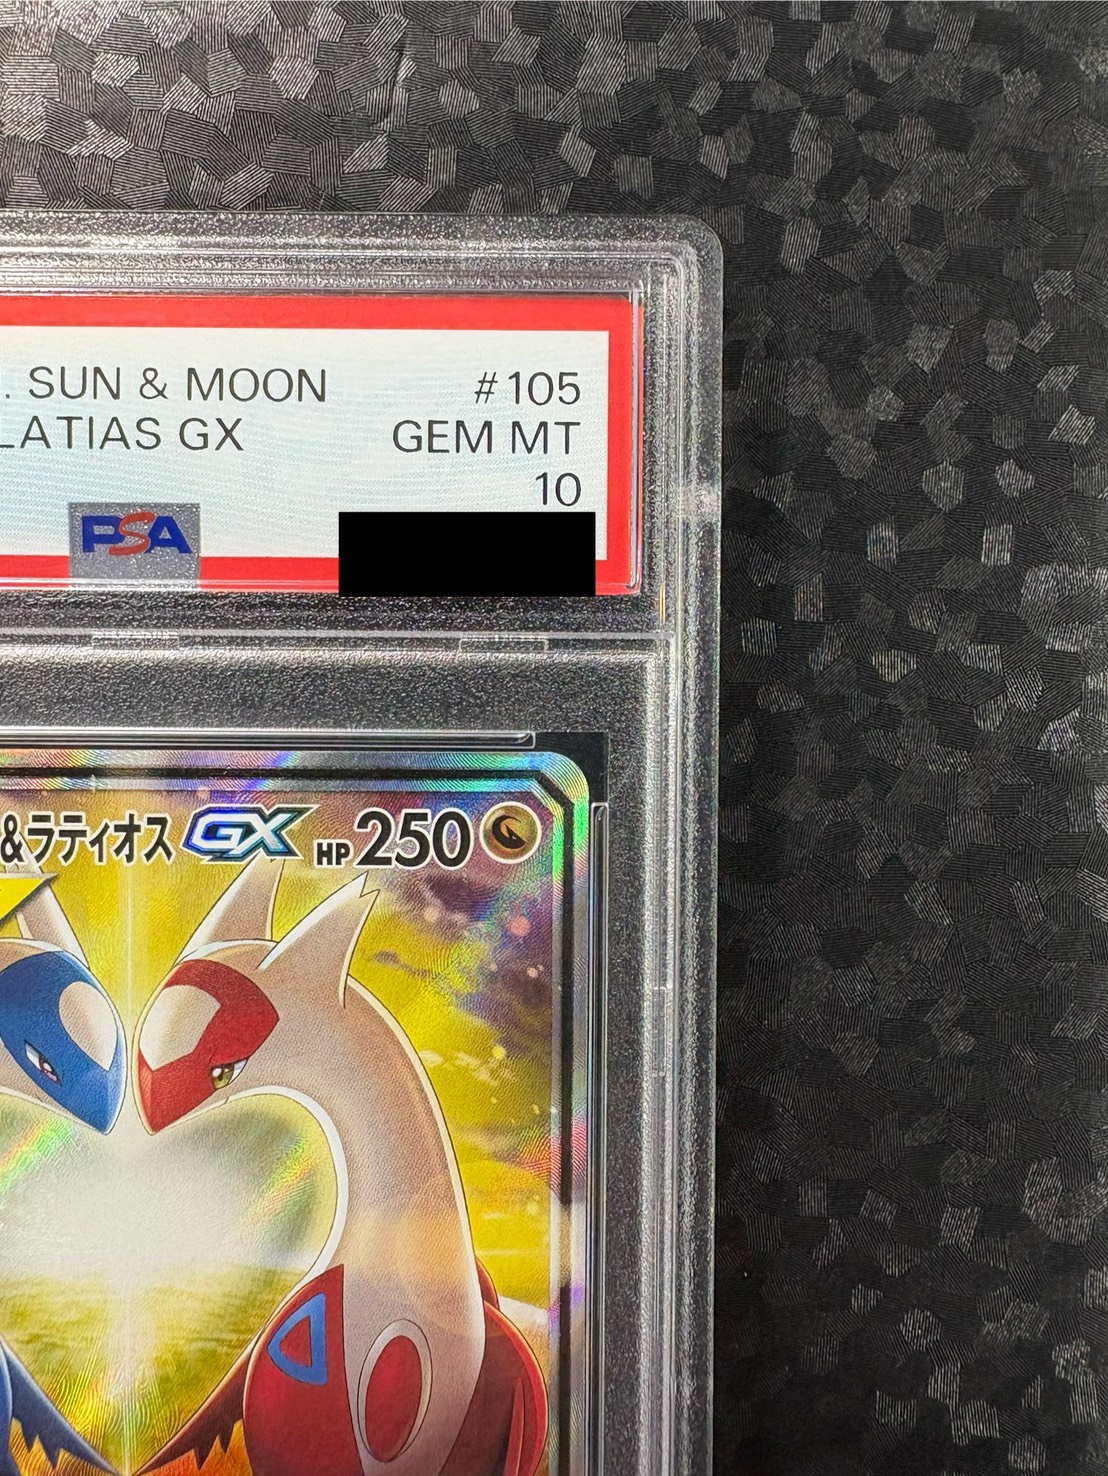 . SUN & MOON #105
LATIAS GX GEM MT
10
PSA
&ラティオス GX HP 250